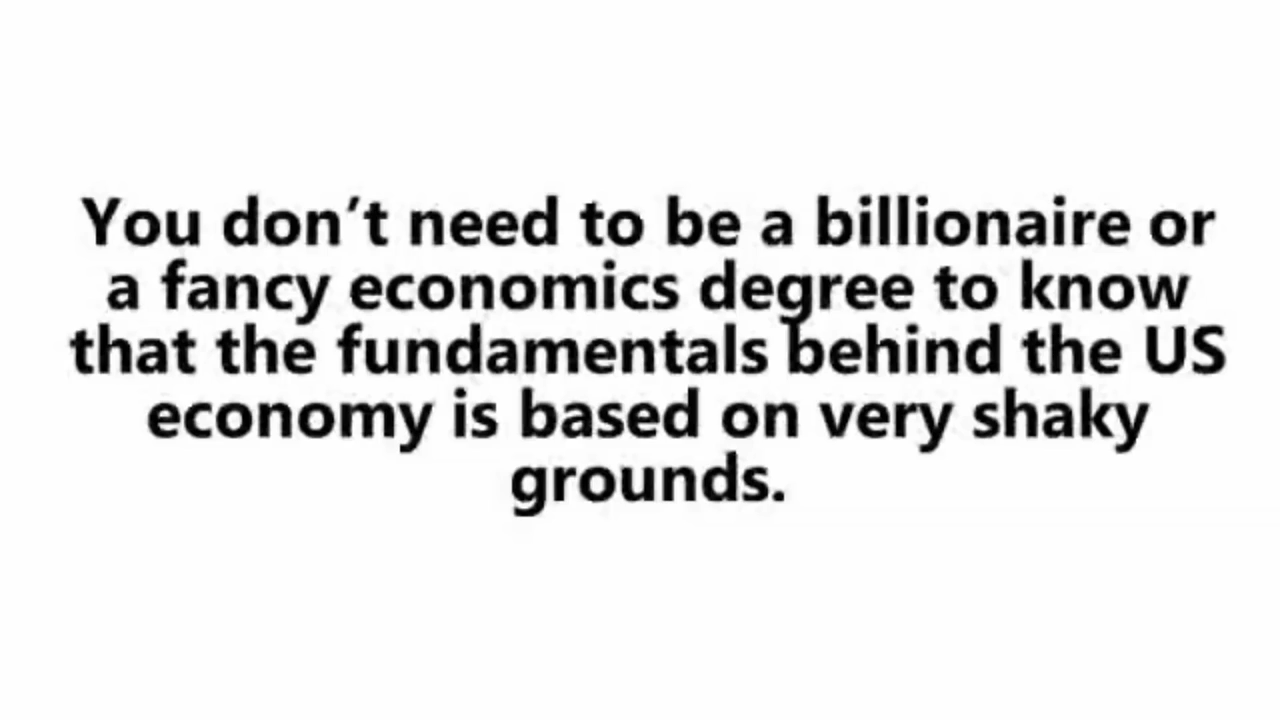 You don’t need to be a billionaire or
a fancy economics degree to know
that the fundamentals behind the US
economy is based on very shaky
grounds.